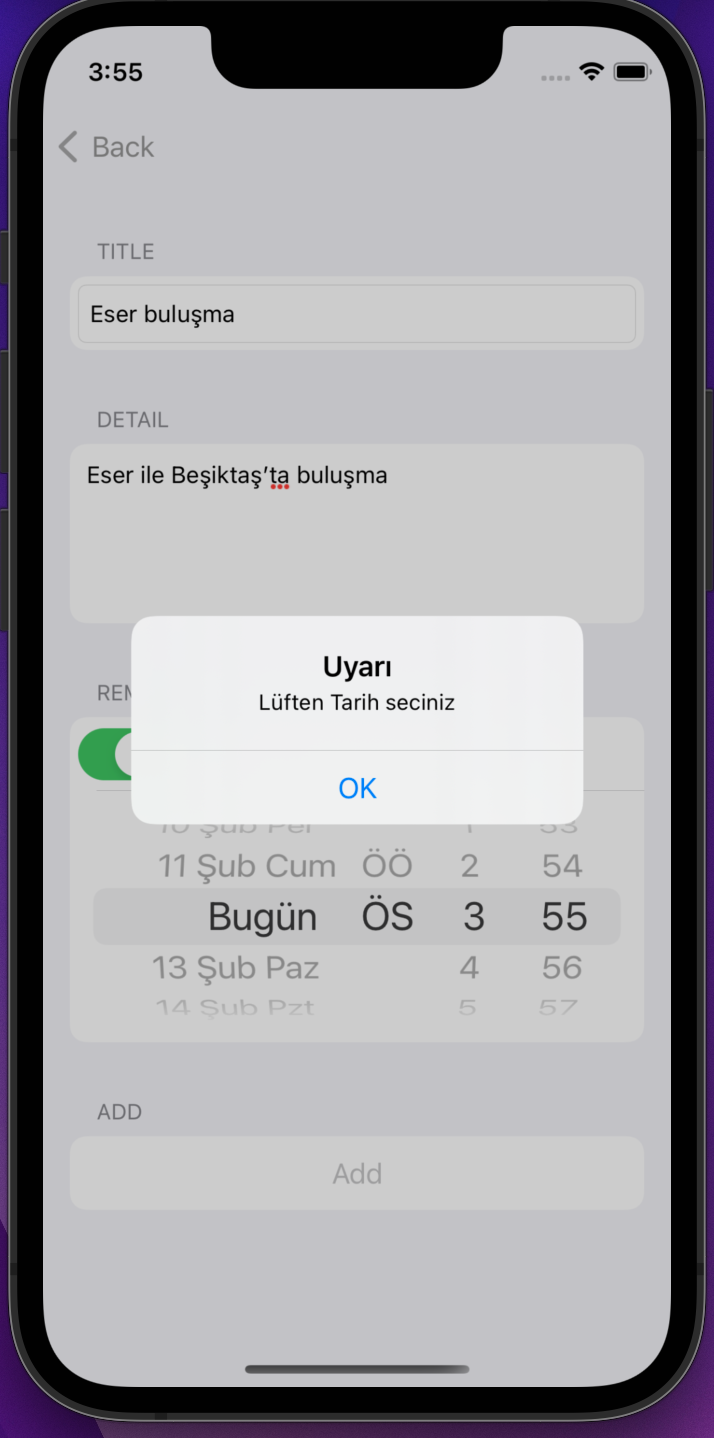 3:55
Back
TITLE
Eser buluşma
DETAIL
Eser ile Beşiktaş’ta buluşma
Uyarı
Lüften Tarih seciniz
OK
10 Şub Per 1 53
11 Şub Cum ÖÖ 2 54
Bugün ÖS 3 55
13 Şub Paz 4 56
14 Şub Pzt 5 57
ADD
Add